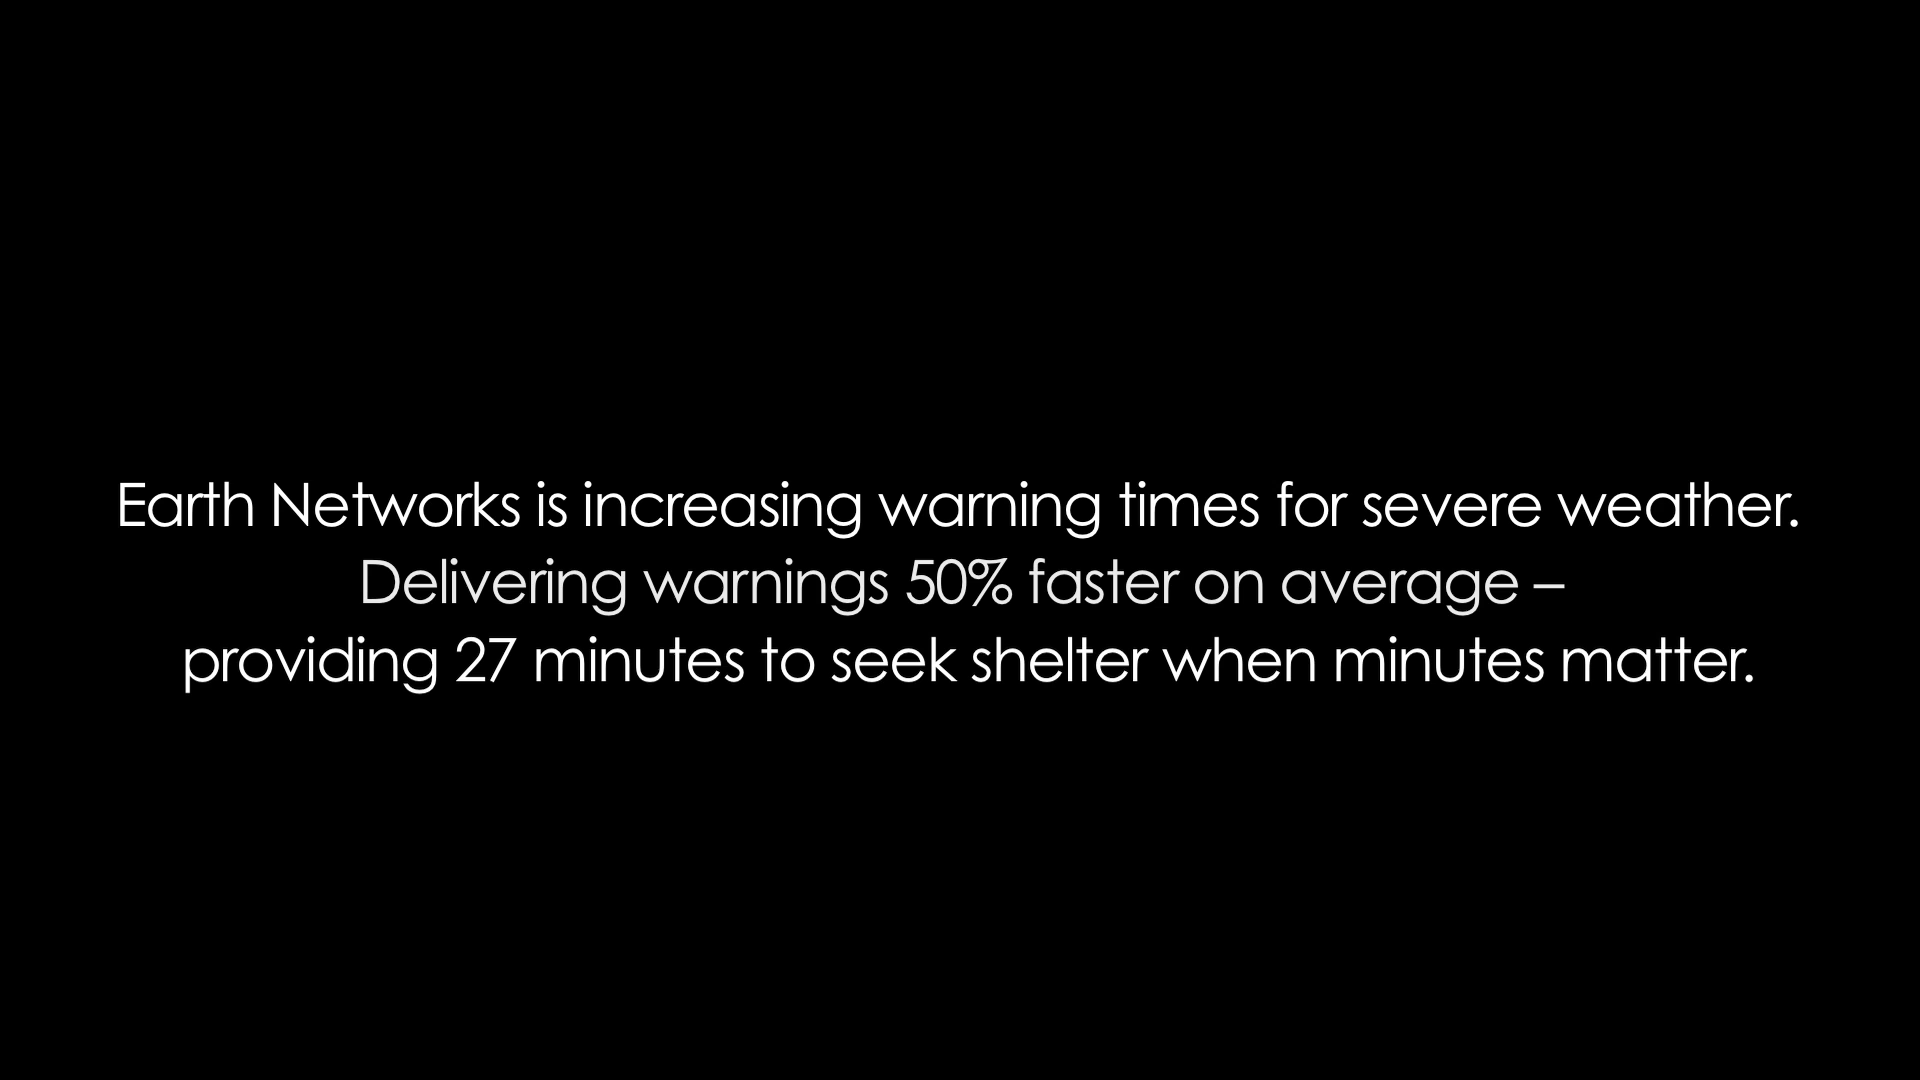 Earth Networks is increasing warning times for severe weather.
Delivering warnings 50% faster on average –
providing 27 minutes to seek shelter when minutes matter.